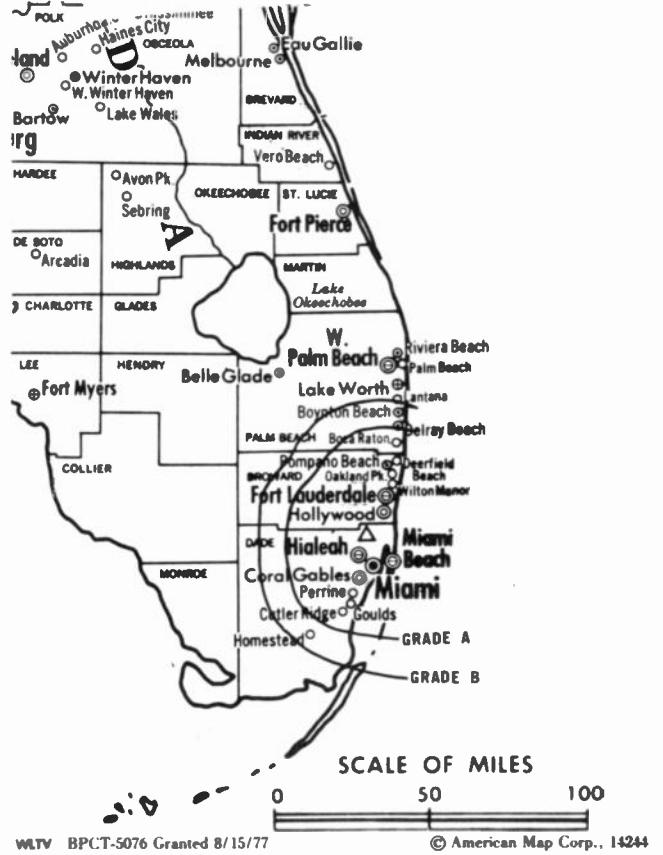 POLK
Haines City
OSCEOLA
Eau Gallie
land
D
Melbourne
Winter Haven
W. Winter Haven
BREVARD
Bartow
Lake Wales
rg
INDIAN RIVER
Vero Beach
HARDEE
Avon Pk.
OKEECHOBEE
ST. LUCIE
Sebring
Fort Pierce
A
DE SOTO
Arcadia
HIGHLANDS
MARTIN
Lake
Okeechobee
CHARLOTTE
GLADES
W.
Palm Beach
Riviera Beach
LEE
HENDRY
Palm Beach
Belle Glade
Fort Myers
Lake Worth
Lantana
Boynton Beach
Delray Beach
PALM BEACH
Boca Raton
COLLIER
Pompano Beach
Deerfield
Beach
BROWARD
Oakland Pk.
Fort Lauderdale
Wilton Manor
Hollywood
DADE
Hialeah
Miami
Beach
MONROE
Coral Gables
Miami
Perrine
Cutler Ridge
Goulds
Homestead
GRADE A
GRADE B
SCALE OF MILES
0 50 100
WLTV BPCT-5076 Granted 8/15/77
© American Map Corp., 14244